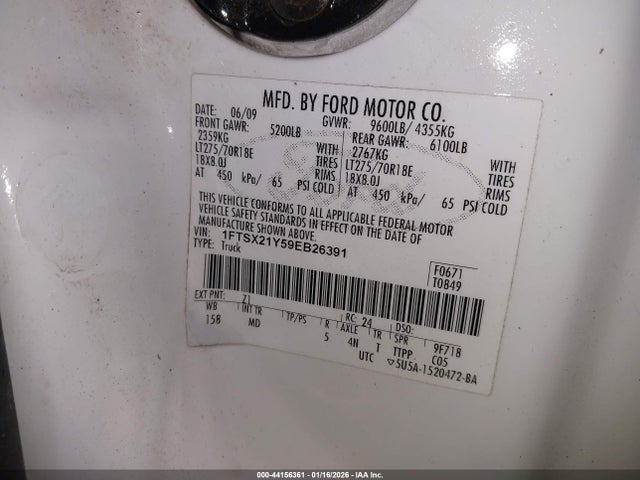 MFD. BY FORD MOTOR CO.
DATE: 06/09 GVWR: 9600LB/ 4355KG
FRONT GAWR: 5200LB REAR GAWR: 6100LB
2359KG WITH 2767KG WITH
LT275/70R18E TIRES LT275/70R18E TIRES
18X8.0J RIMS 18X8.0J RIMS
AT 450 kPa/ 65 PSI COLD AT 450 kPa/ 65 PSI COLD
THIS VEHICLE CONFORMS TO ALL APPLICABLE FEDERAL MOTOR
VEHICLE SAFETY STANDARDS IN EFFECT ON THE DATE OF
MANUFACTURE SHOWN ABOVE.
VIN: 1FTSX21Y59EB26391
TYPE: Truck
F0671
T0849
EXT PNT: Z1 RC: 24 DSO:
WB INT TR TP/PS R AXLE TR SPR 9F718
158 MD 5 4N T TTPP COS
UTC ▽5U5A-1520472-BA
000-44156361 - 01/16/2026 - IAA Inc.